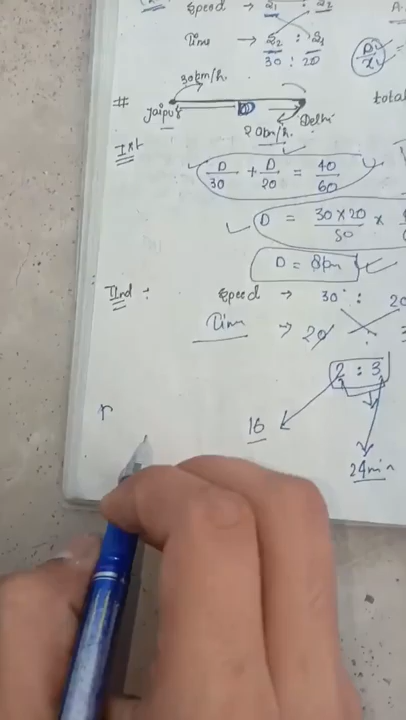 Speed → S1 : S2
Time → S2 : S1
30 : 20
D/x
=
30km/h.
#
Jaipur
D
Delhi
20km/h.
total
Ist
D/30 + D/20 = 40/60
D = 30×20/50 ×
D = 8km
IInd :
Speed → 30 : 20
Time → 20 :
2 : 3
16
24min